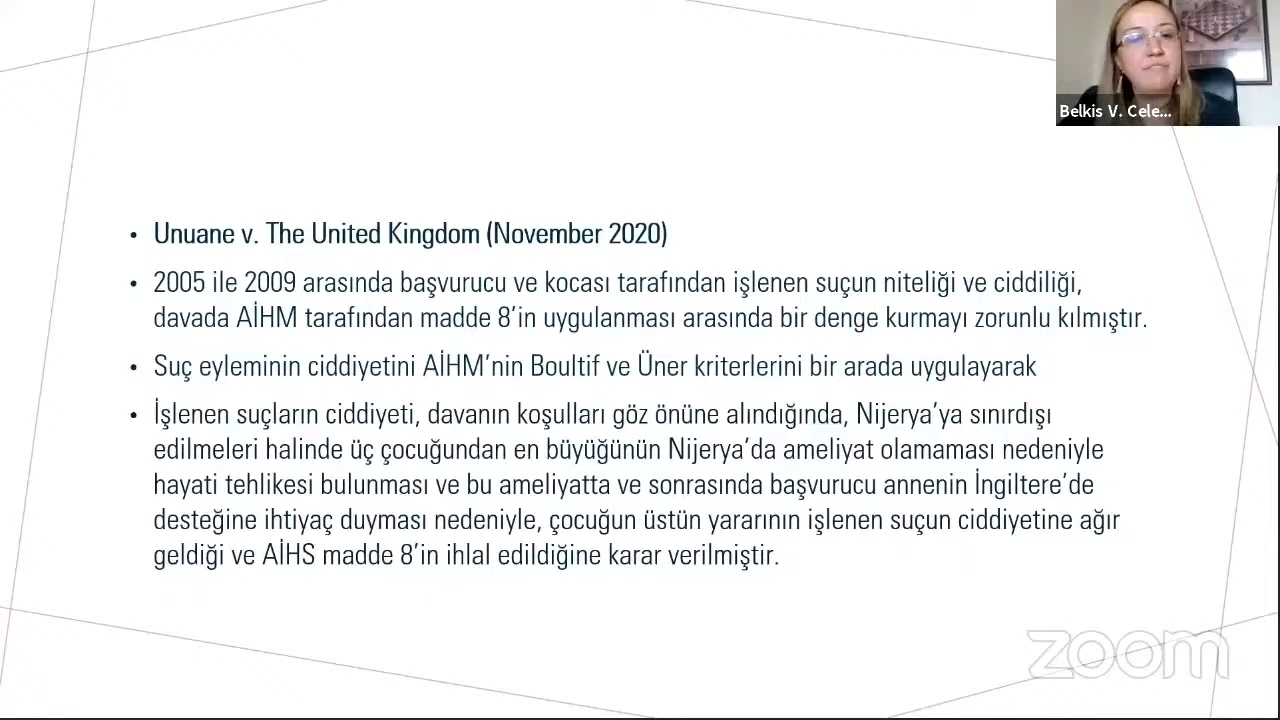 Belkis V. Cele...
• Unuane v. The United Kingdom (November 2020)
• 2005 ile 2009 arasında başvurucu ve kocası tarafından işlenen suçun niteliği ve ciddiliği,
davada AİHM tarafından madde 8’in uygulanması arasında bir denge kurmayı zorunlu kılmıştır.
• Suç eyleminin ciddiyetini AİHM’nin Boultif ve Üner kriterlerini bir arada uygulayarak
• İşlenen suçların ciddiyeti, davanın koşulları göz önüne alındığında, Nijerya’ya sınırdışı
edilmeleri halinde üç çocuğundan en büyüğünün Nijerya’da ameliyat olamaması nedeniyle
hayati tehlikesi bulunması ve bu ameliyatta ve sonrasında başvurucu annenin İngiltere’de
desteğine ihtiyaç duyması nedeniyle, çocuğun üstün yararının işlenen suçun ciddiyetine ağır
geldiği ve AİHS madde 8’in ihlal edildiğine karar verilmiştir.
zoom